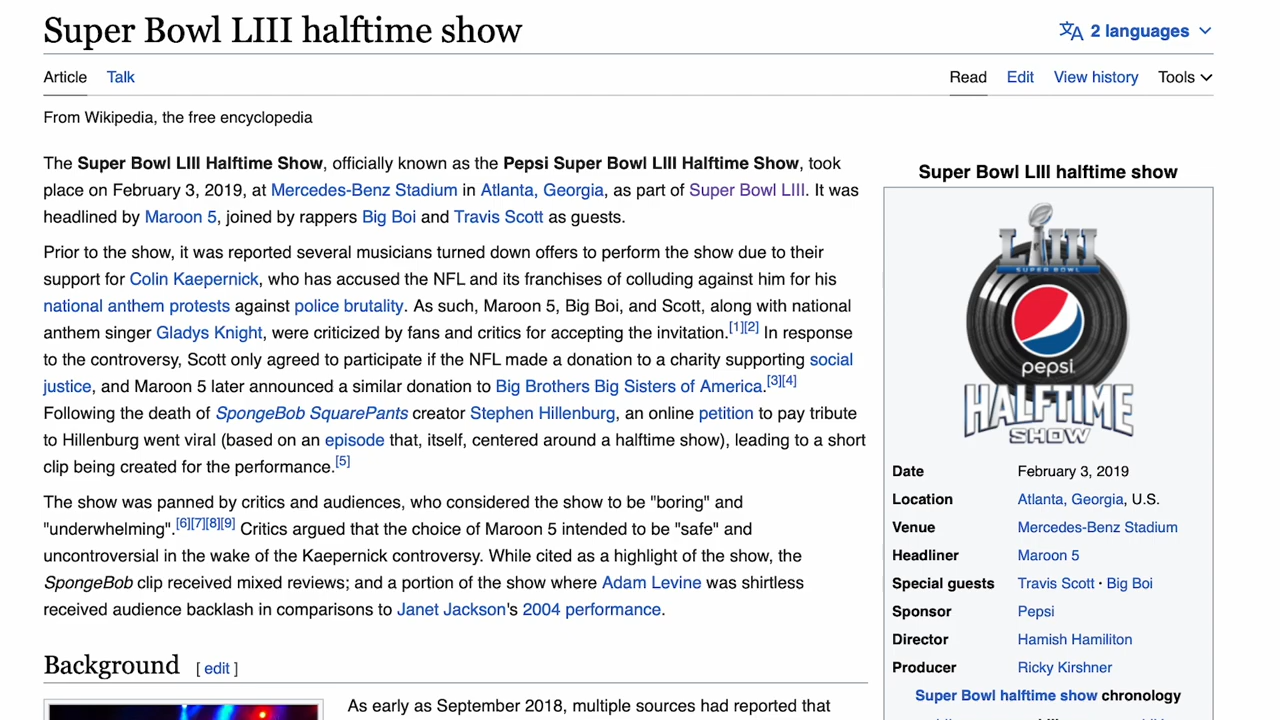 Super Bowl LIII halftime show
2 languages
Article Talk
Read Edit View history Tools
From Wikipedia, the free encyclopedia
The Super Bowl LIII Halftime Show, officially known as the Pepsi Super Bowl LIII Halftime Show, took
place on February 3, 2019, at Mercedes-Benz Stadium in Atlanta, Georgia, as part of Super Bowl LIII. It was
headlined by Maroon 5, joined by rappers Big Boi and Travis Scott as guests.
Prior to the show, it was reported several musicians turned down offers to perform the show due to their
support for Colin Kaepernick, who has accused the NFL and its franchises of colluding against him for his
national anthem protests against police brutality. As such, Maroon 5, Big Boi, and Scott, along with national
anthem singer Gladys Knight, were criticized by fans and critics for accepting the invitation.[1][2] In response
to the controversy, Scott only agreed to participate if the NFL made a donation to a charity supporting social
justice, and Maroon 5 later announced a similar donation to Big Brothers Big Sisters of America.[3][4]
Following the death of SpongeBob SquarePants creator Stephen Hillenburg, an online petition to pay tribute
to Hillenburg went viral (based on an episode that, itself, centered around a halftime show), leading to a short
clip being created for the performance.[5]
The show was panned by critics and audiences, who considered the show to be "boring" and
"underwhelming".[6][7][8][9] Critics argued that the choice of Maroon 5 intended to be "safe" and
uncontroversial in the wake of the Kaepernick controversy. While cited as a highlight of the show, the
SpongeBob clip received mixed reviews; and a portion of the show where Adam Levine was shirtless
received audience backlash in comparisons to Janet Jackson's 2004 performance.
Background [ edit ]
As early as September 2018, multiple sources had reported that
Super Bowl LIII halftime show
LIII
SUPER BOWL
pepsi
HALFTIME
SHOW
Date February 3, 2019
Location Atlanta, Georgia, U.S.
Venue Mercedes-Benz Stadium
Headliner Maroon 5
Special guests Travis Scott · Big Boi
Sponsor Pepsi
Director Hamish Hamiliton
Producer Ricky Kirshner
Super Bowl halftime show chronology